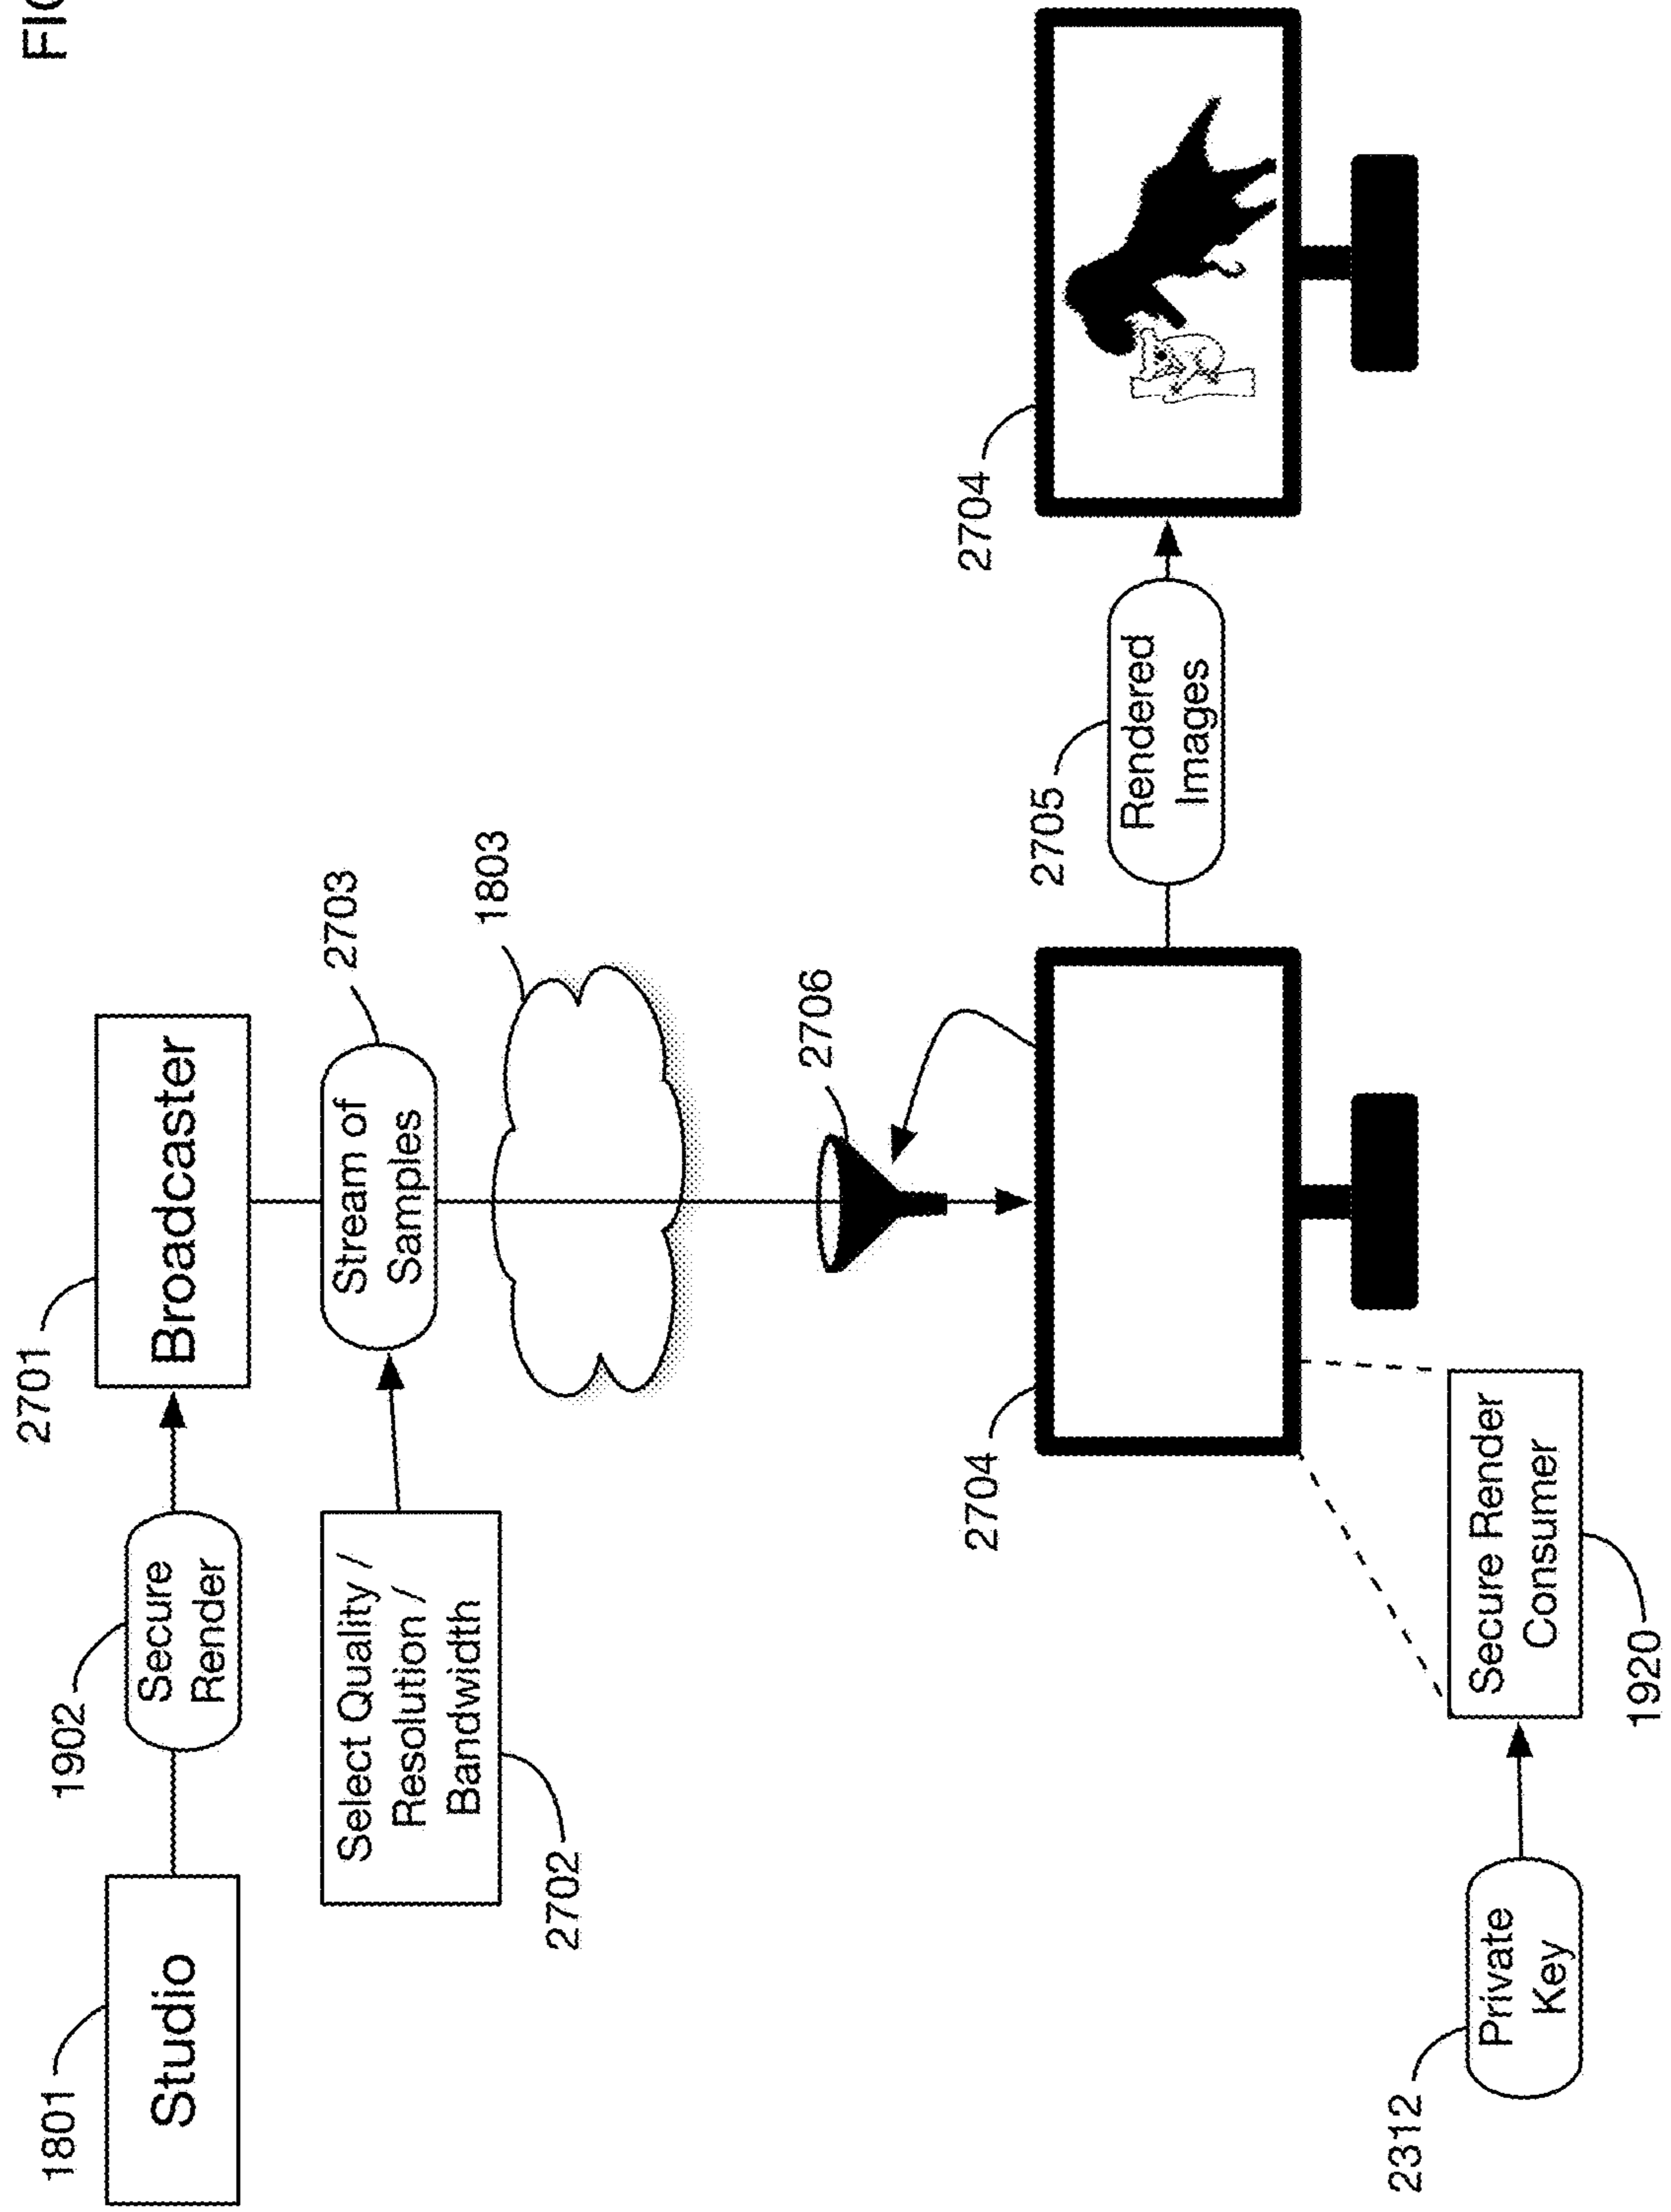 FIG
1801
Studio
1902
Secure
Render
2701
Broadcaster
2702
Select Quality /
Resolution /
Bandwidth
2703
Stream of
Samples
1803
2706
2704
2705
Rendered
Images
2704
2312
Private
Key
1920
Secure Render
Consumer